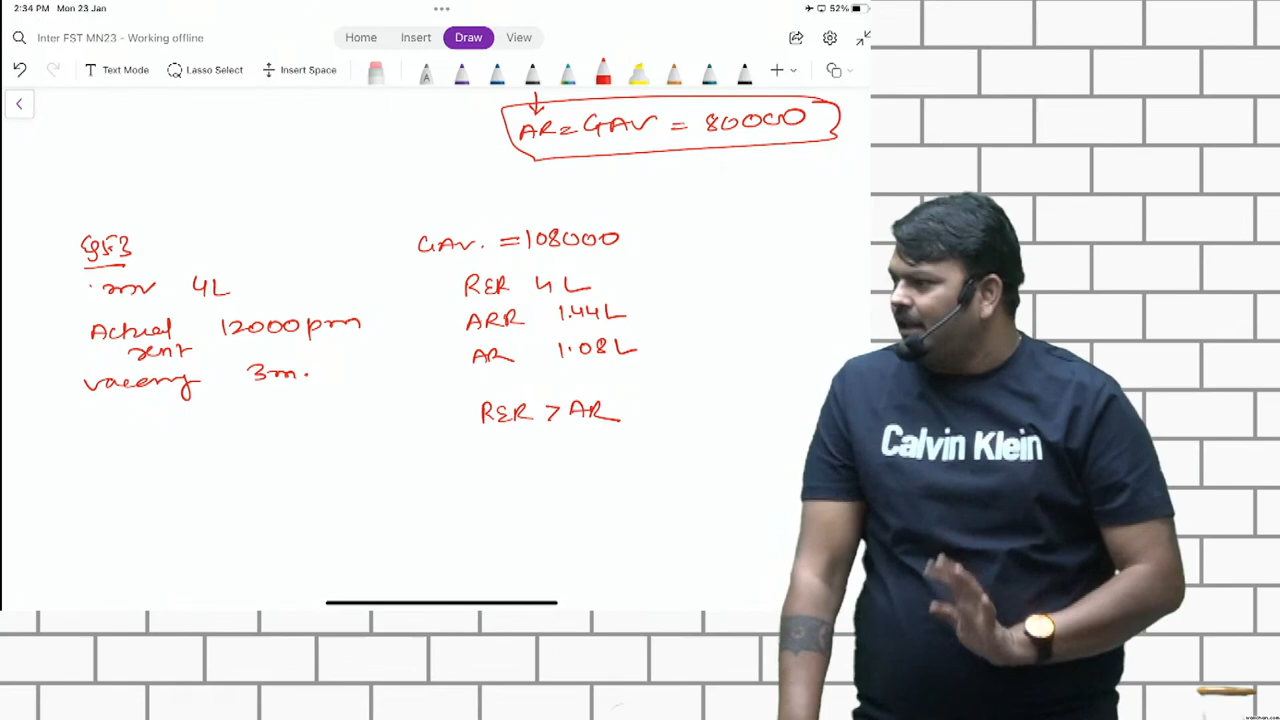 2:34 PM Mon 23 Jan
52%
Inter FST MN23 - Working offline
Home Insert Draw View
Text Mode Lasso Select Insert Space
AR = GAV = 80000
GAV. = 108000
mv 4L
RER 4L
Actual 12000pm
rent
ARR 1.44L
AR 1.08L
vacancy 3m.
RER > AR
Calvin Klein